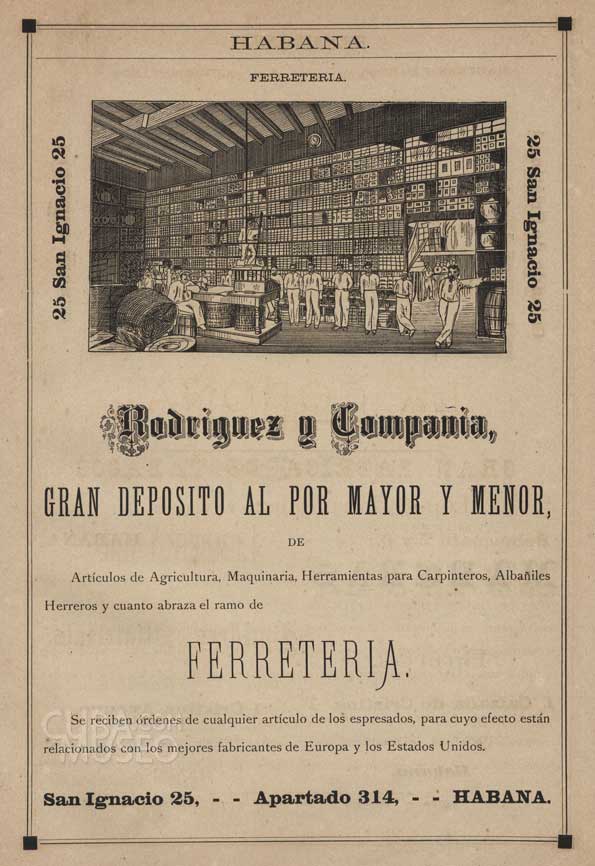 HABANA.
FERRETERIA.
25 San Ignacio 25
25 San Ignacio 25
Rodriguez y Compania,
GRAN DEPOSITO AL POR MAYOR Y MENOR,
DE
Artículos de Agricultura, Maquinaria, Herramientas para Carpinteros, Albañiles
Herreros y cuanto abraza el ramo de
FERRETERIA.
Se reciben órdenes de cualquier artículo de los espresados, para cuyo efecto están
relacionados con los mejores fabricantes de Europa y los Estados Unidos.
San Ignacio 25, - - Apartado 314, - - HABANA.